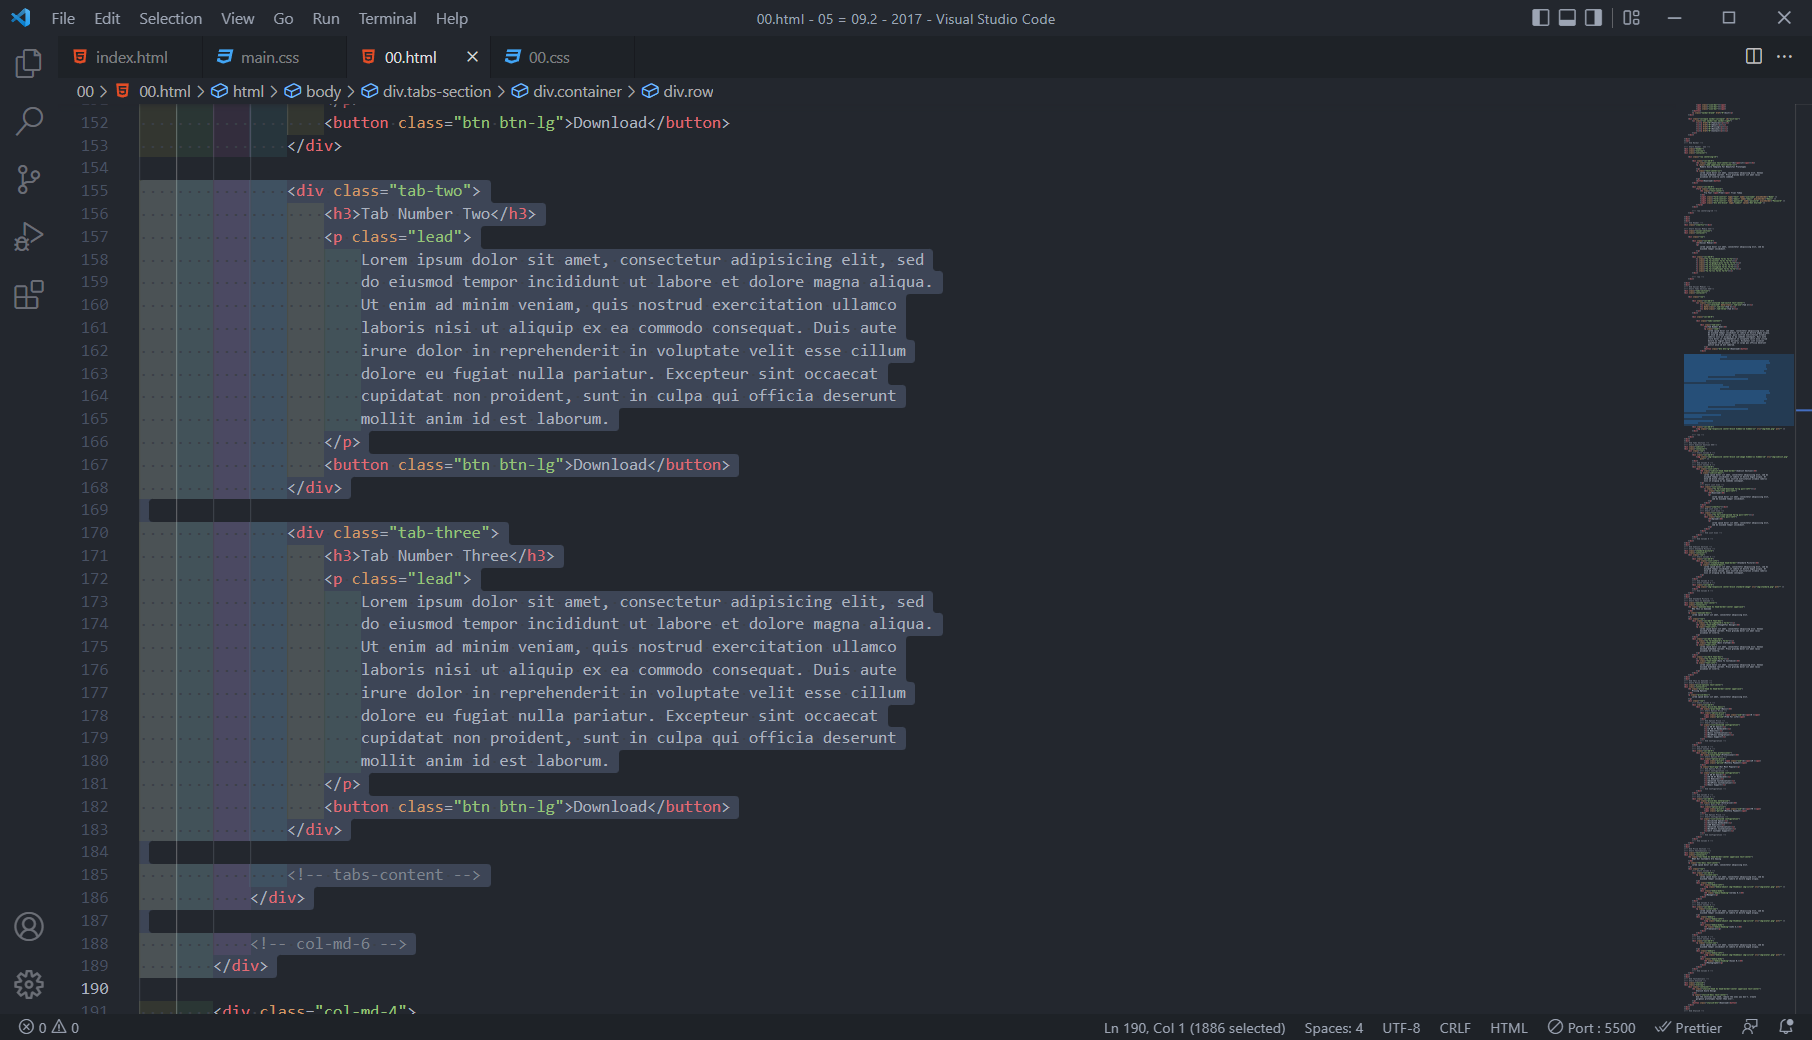 File Edit Selection View Go Run Terminal Help
00.html - 05 = 09.2 - 2017 - Visual Studio Code
index.html main.css 00.html 00.css
00 > 00.html > html > body > div.tabs-section > div.container > div.row
152 <button class="btn btn-lg">Download</button>
153 </div>
154
155 <div class="tab-two">
156 <h3>Tab Number Two</h3>
157 <p class="lead">
158 Lorem ipsum dolor sit amet, consectetur adipisicing elit, sed
159 do eiusmod tempor incididunt ut labore et dolore magna aliqua.
160 Ut enim ad minim veniam, quis nostrud exercitation ullamco
161 laboris nisi ut aliquip ex ea commodo consequat. Duis aute
162 irure dolor in reprehenderit in voluptate velit esse cillum
163 dolore eu fugiat nulla pariatur. Excepteur sint occaecat
164 cupidatat non proident, sunt in culpa qui officia deserunt
165 mollit anim id est laborum.
166 </p>
167 <button class="btn btn-lg">Download</button>
168 </div>
169
170 <div class="tab-three">
171 <h3>Tab Number Three</h3>
172 <p class="lead">
173 Lorem ipsum dolor sit amet, consectetur adipisicing elit, sed
174 do eiusmod tempor incididunt ut labore et dolore magna aliqua.
175 Ut enim ad minim veniam, quis nostrud exercitation ullamco
176 laboris nisi ut aliquip ex ea commodo consequat. Duis aute
177 irure dolor in reprehenderit in voluptate velit esse cillum
178 dolore eu fugiat nulla pariatur. Excepteur sint occaecat
179 cupidatat non proident, sunt in culpa qui officia deserunt
180 mollit anim id est laborum.
181 </p>
182 <button class="btn btn-lg">Download</button>
183 </div>
184
185 <!-- tabs-content -->
186 </div>
187
188 <!-- col-md-6 -->
189 </div>
190
191 <div class="col-md-4">
0 0 Ln 190, Col 1 (1886 selected) Spaces: 4 UTF-8 CRLF HTML Port : 5500 Prettier